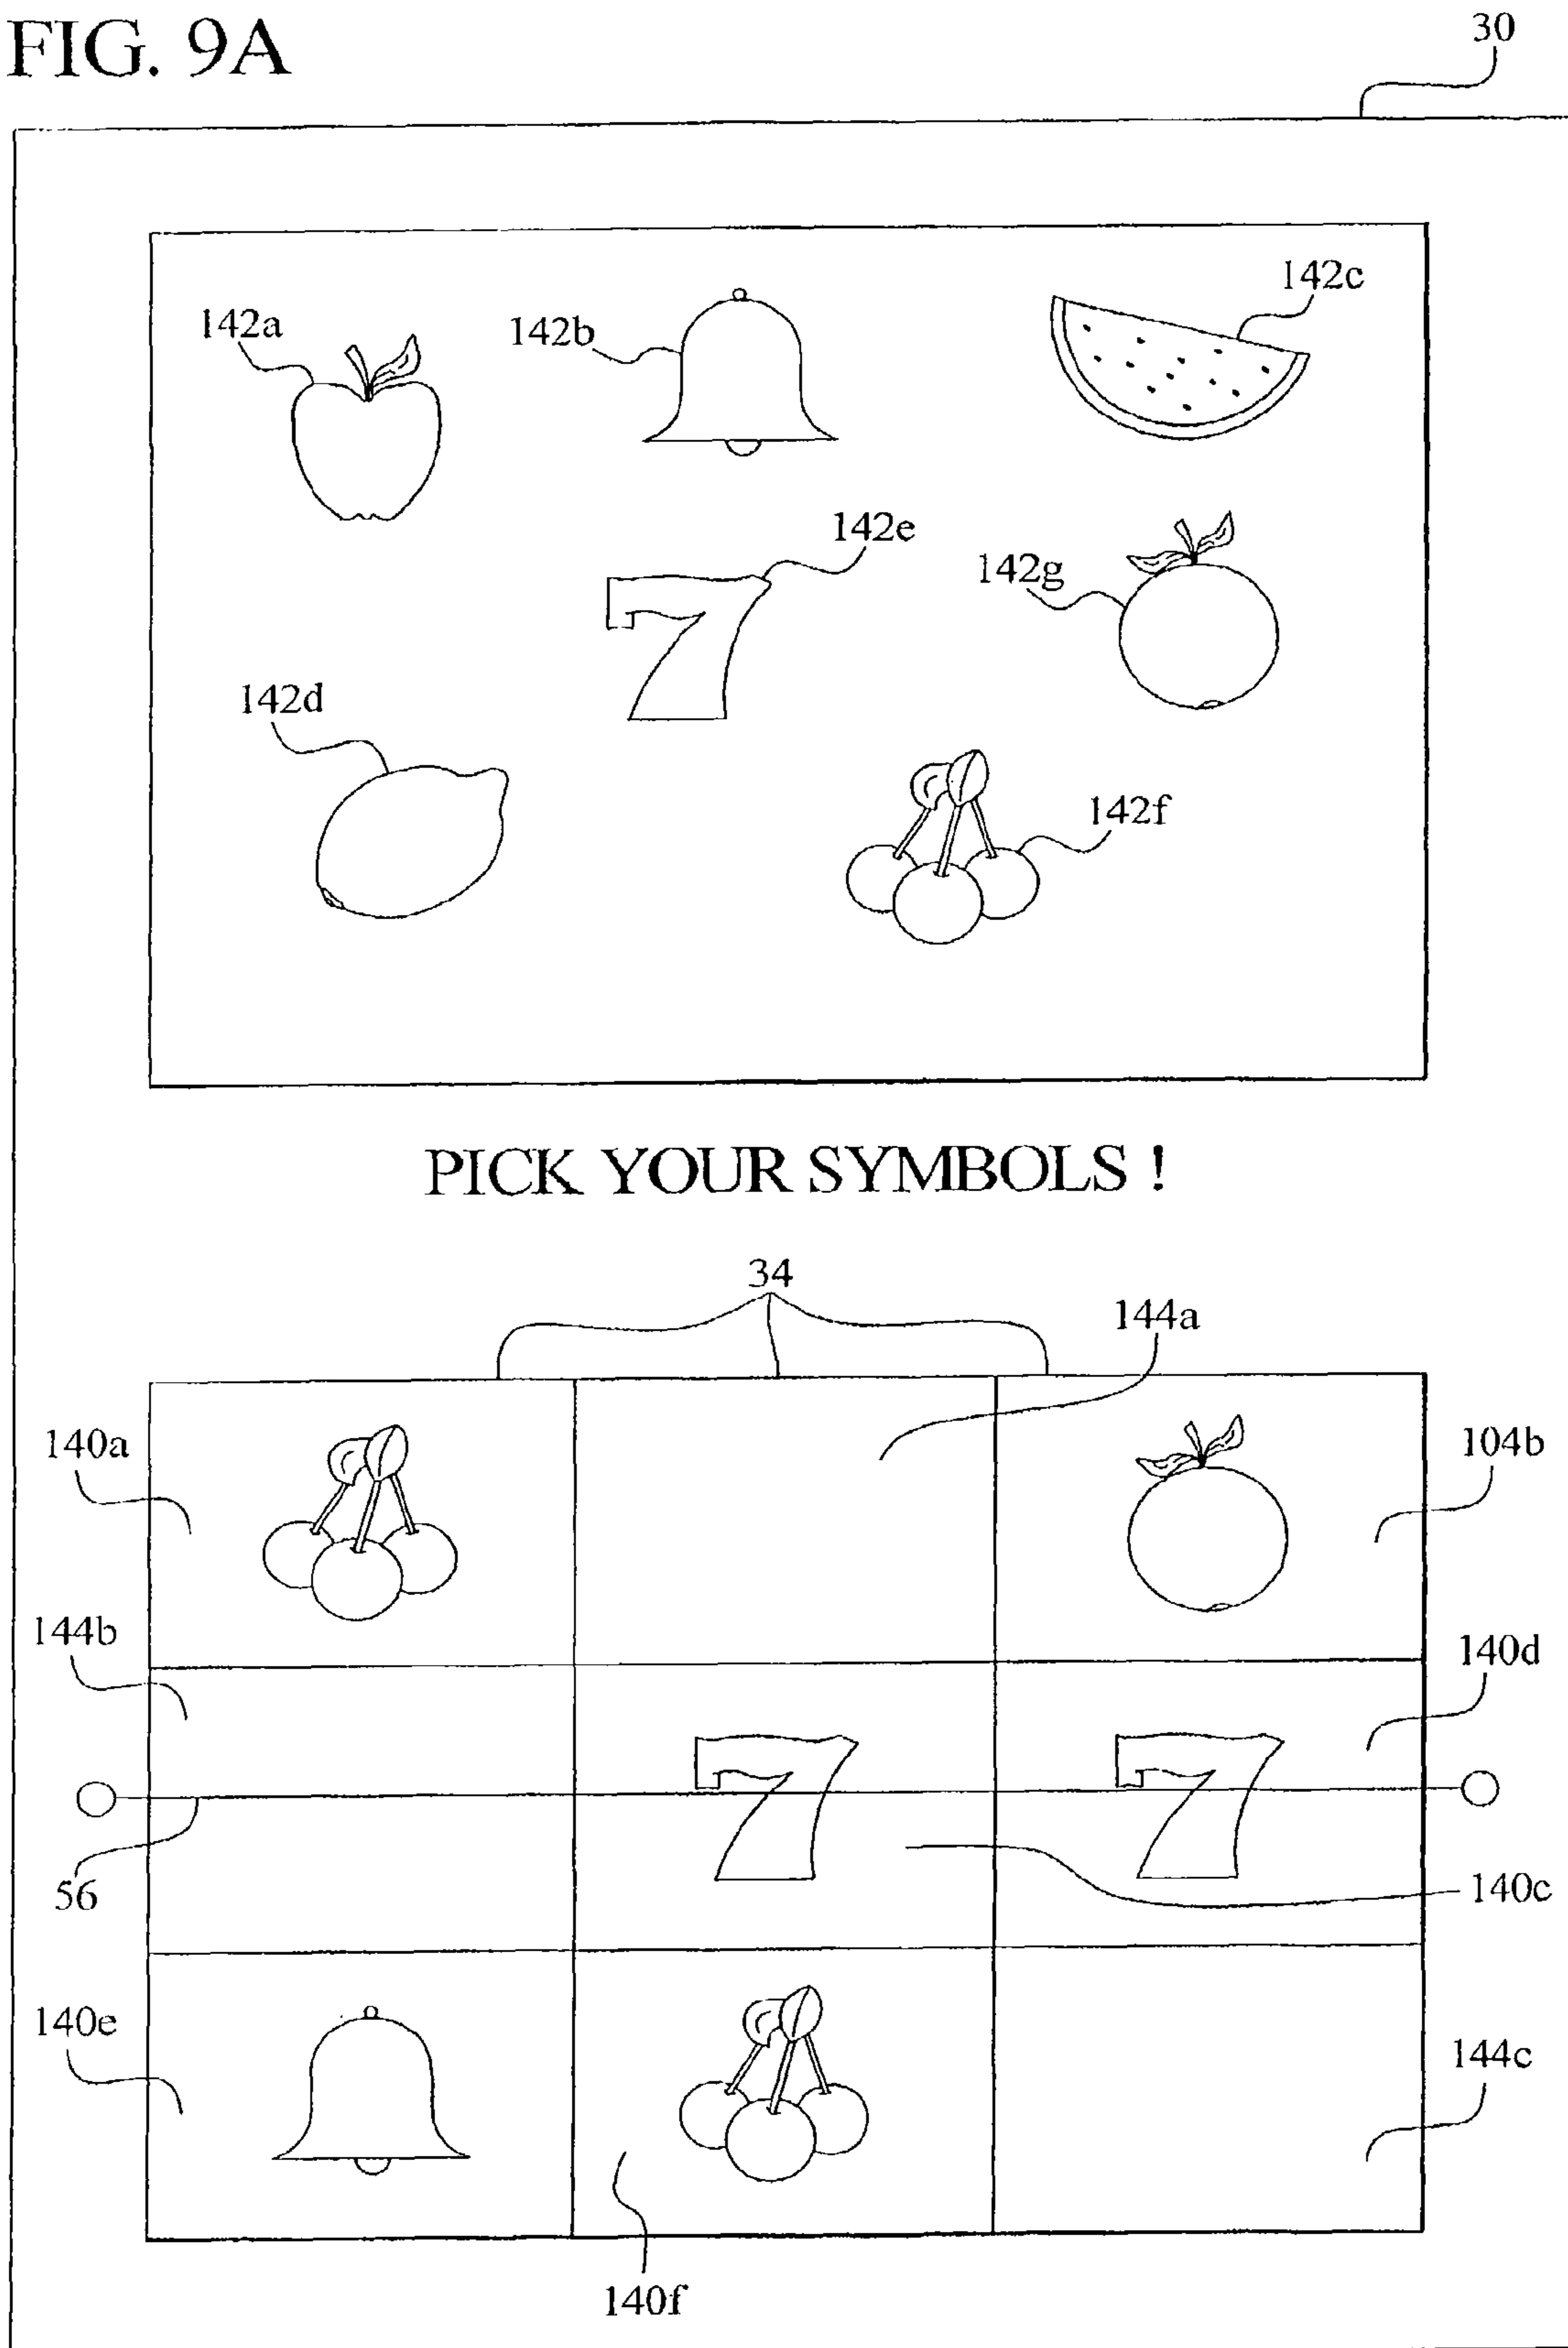 FIG. 9A
30
142a
142b
142c
142e
142g
142d
142f
PICK YOUR SYMBOLS !
34
144a
140a
104b
144b
140d
56
140c
140e
144c
140f